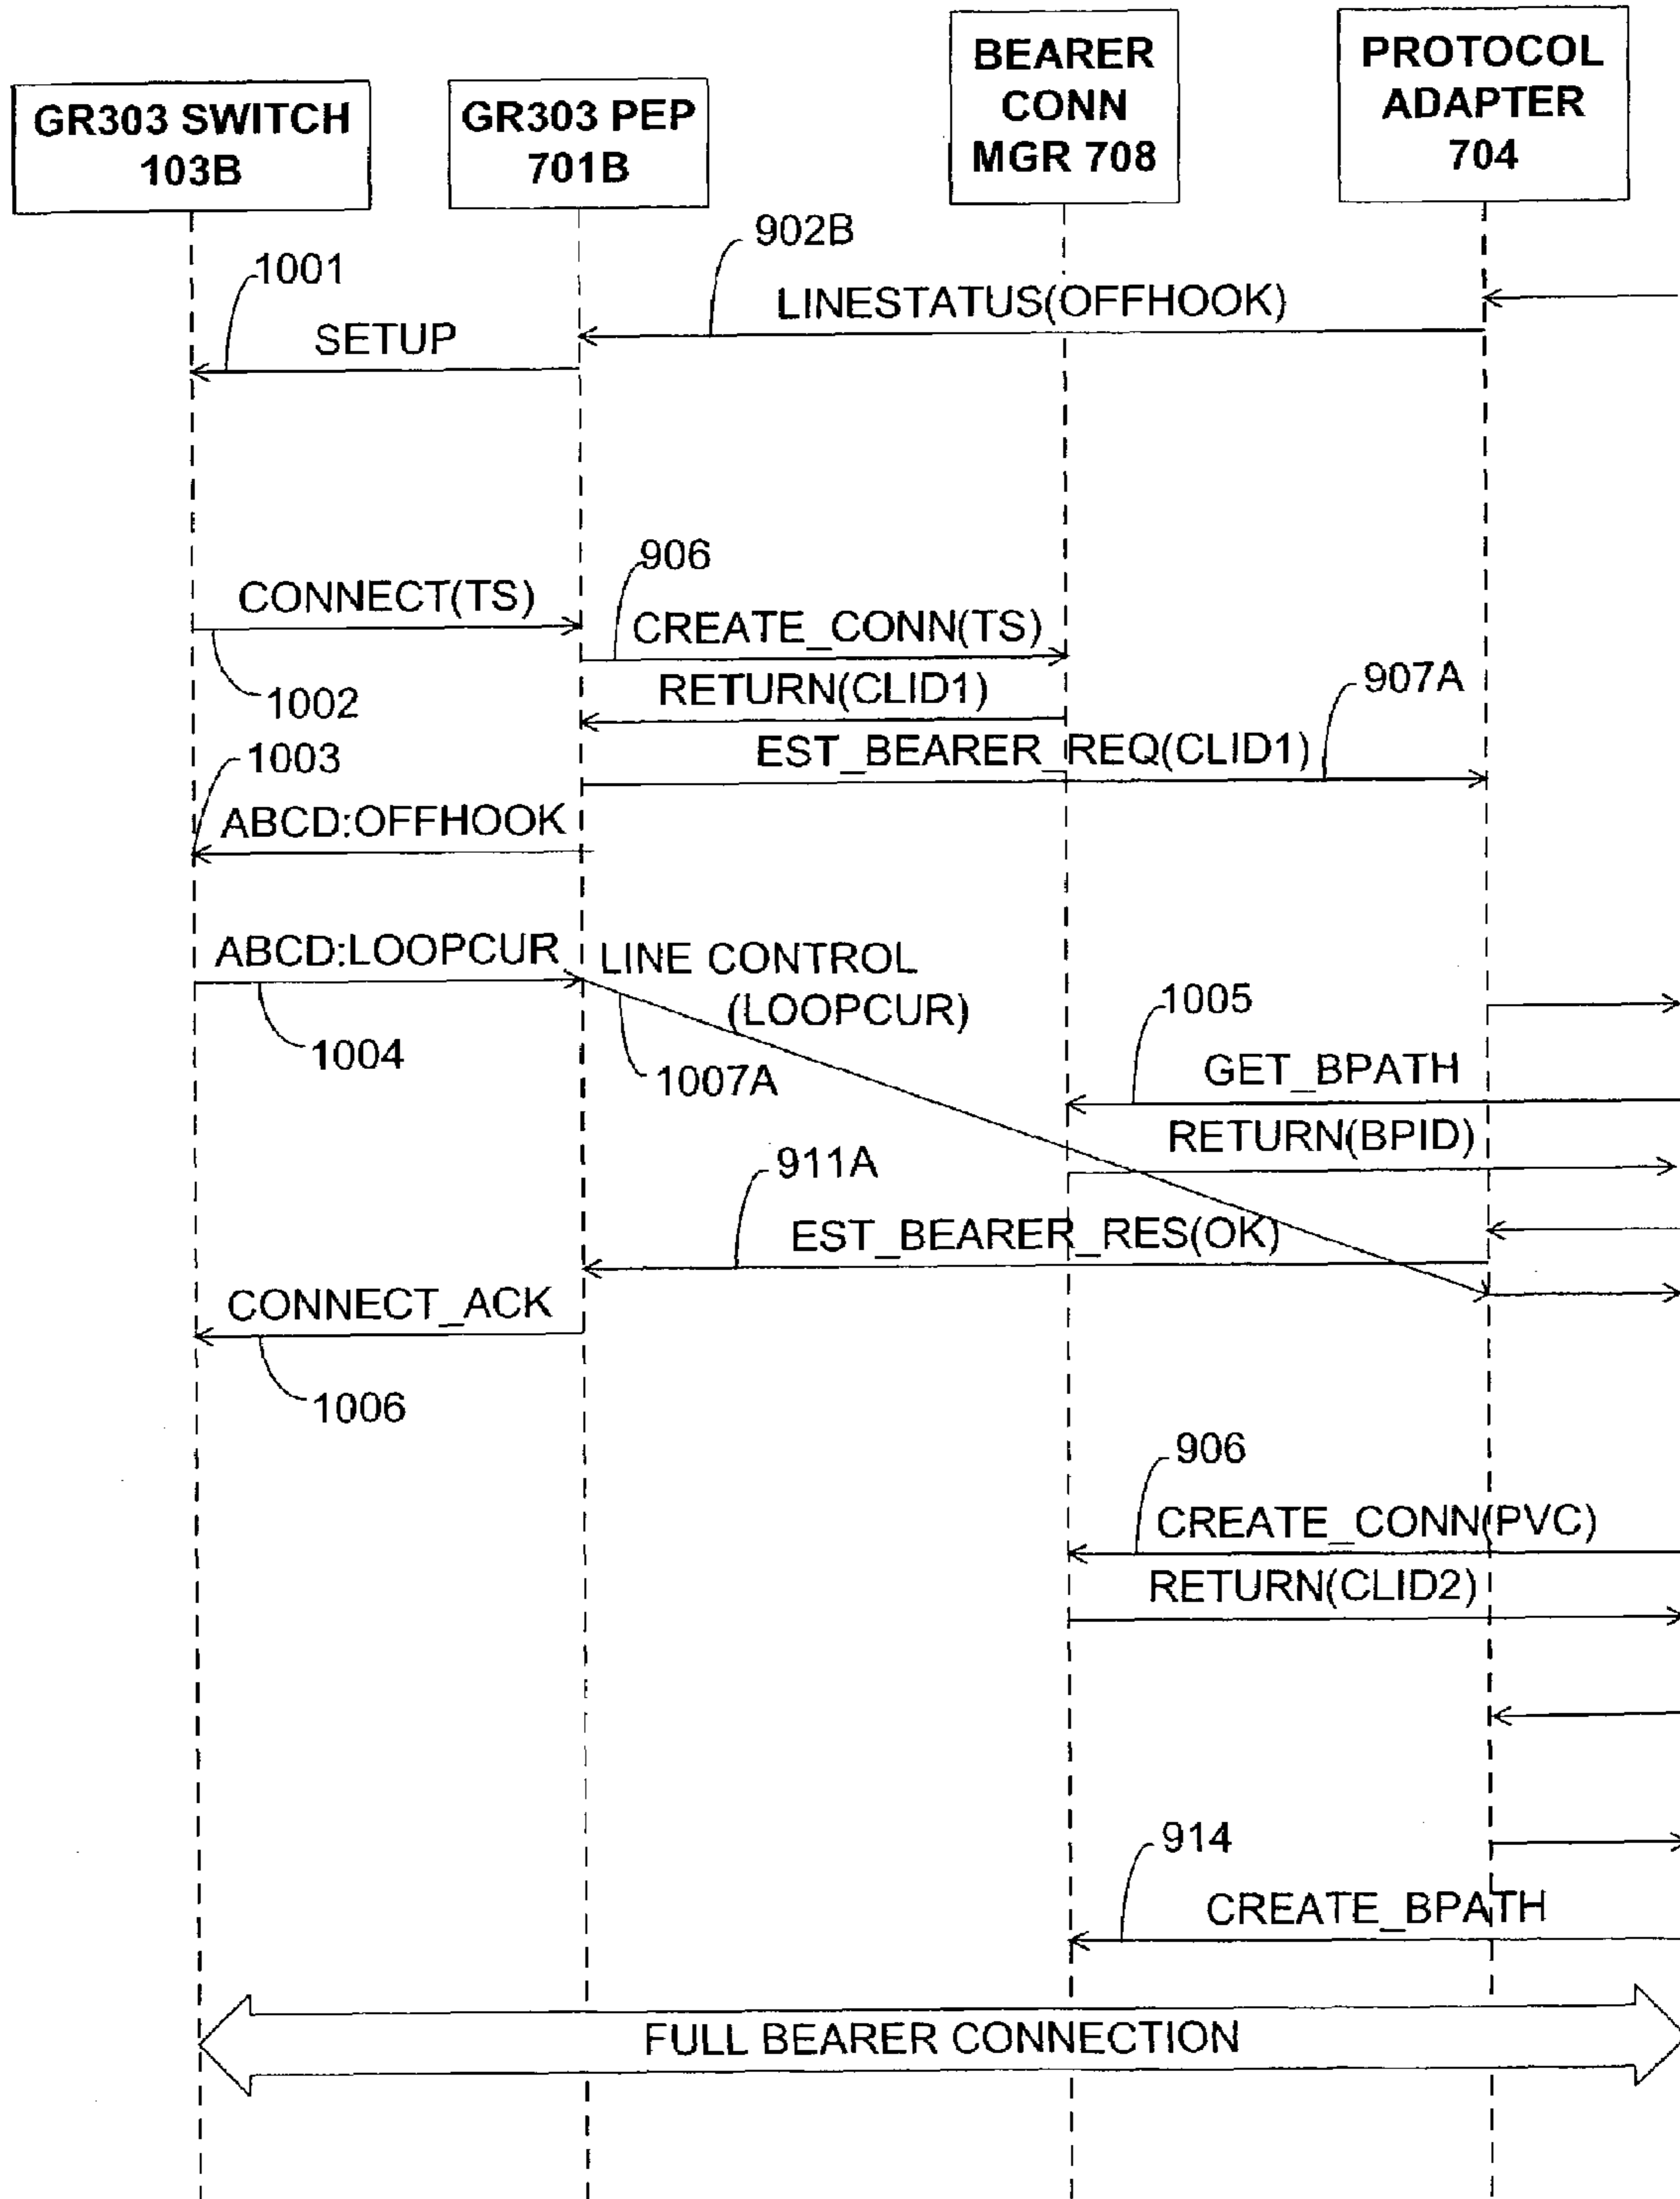 GR303 SWITCH
103B
GR303 PEP
701B
BEARER
CONN
MGR 708
PROTOCOL
ADAPTER
704
902B
1001
LINESTATUS(OFFHOOK)
SETUP
906
CONNECT(TS)
CREATE_CONN(TS)
1002
RETURN(CLID1)
907A
1003
EST_BEARER_REQ(CLID1)
ABCD:OFFHOOK
ABCD:LOOPCUR
LINE CONTROL
(LOOPCUR)
1005
1004
1007A
GET_BPATH
RETURN(BPID)
911A
EST_BEARER_RES(OK)
CONNECT_ACK
1006
906
CREATE_CONN(PVC)
RETURN(CLID2)
914
CREATE_BPATH
FULL BEARER CONNECTION